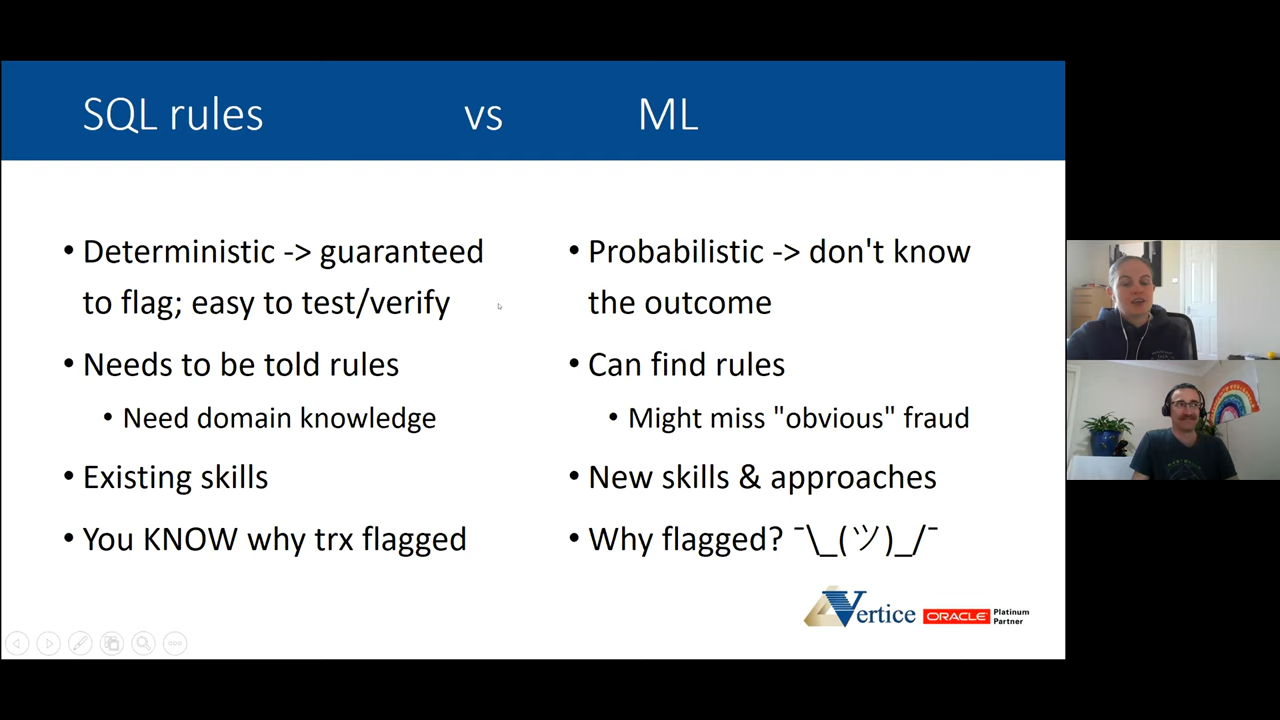 SQL rules vs ML
• Deterministic -> guaranteed
to flag; easy to test/verify
• Needs to be told rules
• Need domain knowledge
• Existing skills
• You KNOW why trx flagged
• Probabilistic -> don't know
the outcome
• Can find rules
• Might miss "obvious" fraud
• New skills & approaches
• Why flagged? ¯\_(ツ)_/¯
Vertice ORACLE Platinum
Partner